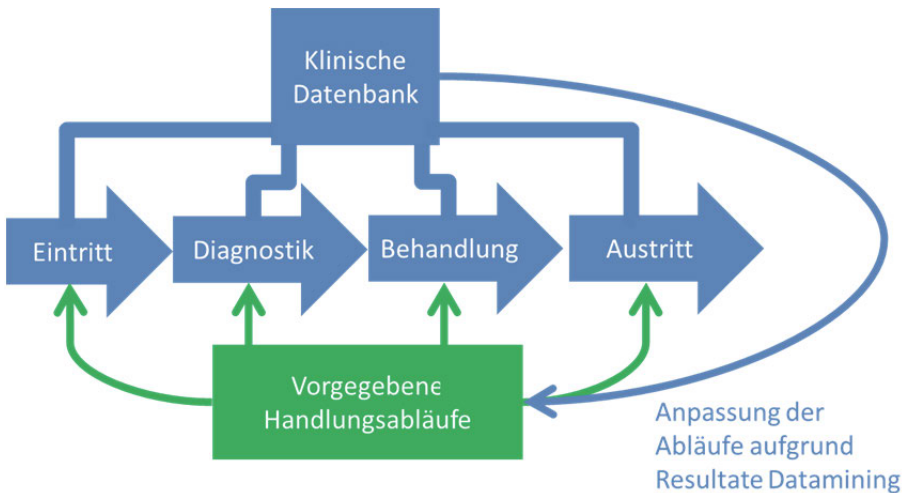 Klinische
Datenbank
Eintritt
Diagnostik
Behandlung
Austritt
Vorgegebene
Handlungsabläufe
Anpassung der
Abläufe aufgrund
Resultate Datamining